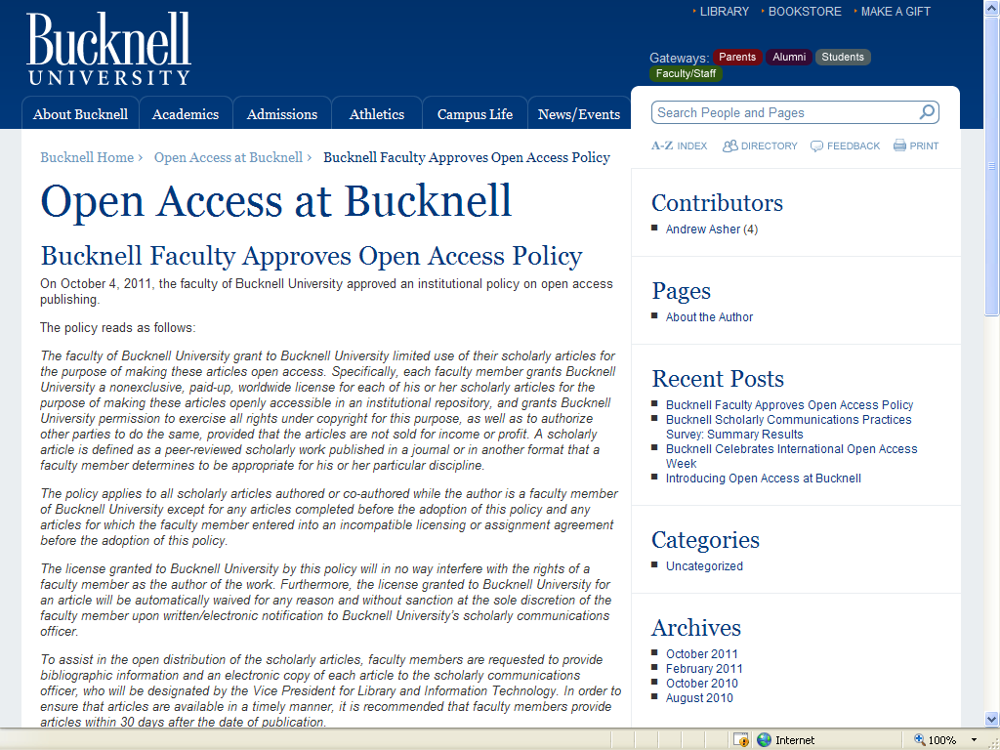 Bucknell
UNIVERSITY
LIBRARY BOOKSTORE MAKE A GIFT
Gateways: Parents Alumni Students
Faculty/Staff
About Bucknell Academics Admissions Athletics Campus Life News/Events
Search People and Pages
A-Z INDEX DIRECTORY FEEDBACK PRINT
Bucknell Home › Open Access at Bucknell › Bucknell Faculty Approves Open Access Policy
Open Access at Bucknell
Bucknell Faculty Approves Open Access Policy
On October 4, 2011, the faculty of Bucknell University approved an institutional policy on open access
publishing.
The policy reads as follows:
The faculty of Bucknell University grant to Bucknell University limited use of their scholarly articles for
the purpose of making these articles open access. Specifically, each faculty member grants Bucknell
University a nonexclusive, paid-up, worldwide license for each of his or her scholarly articles for the
purpose of making these articles openly accessible in an institutional repository, and grants Bucknell
University permission to exercise all rights under copyright for this purpose, as well as to authorize
other parties to do the same, provided that the articles are not sold for income or profit. A scholarly
article is defined as a peer-reviewed scholarly work published in a journal or in another format that a
faculty member determines to be appropriate for his or her particular discipline.
The policy applies to all scholarly articles authored or co-authored while the author is a faculty member
of Bucknell University except for any articles completed before the adoption of this policy and any
articles for which the faculty member entered into an incompatible licensing or assignment agreement
before the adoption of this policy.
The license granted to Bucknell University by this policy will in no way interfere with the rights of a
faculty member as the author of the work. Furthermore, the license granted to Bucknell University for
an article will be automatically waived for any reason and without sanction at the sole discretion of the
faculty member upon written/electronic notification to Bucknell University's scholarly communications
officer.
To assist in the open distribution of the scholarly articles, faculty members are requested to provide
bibliographic information and an electronic copy of each article to the scholarly communications
officer, who will be designated by the Vice President for Library and Information Technology. In order to
ensure that articles are available in a timely manner, it is recommended that faculty members provide
articles within 30 days after the date of publication.
Contributors
Andrew Asher (4)
Pages
About the Author
Recent Posts
Bucknell Faculty Approves Open Access Policy
Bucknell Scholarly Communications Practices
Survey: Summary Results
Bucknell Celebrates International Open Access
Week
Introducing Open Access at Bucknell
Categories
Uncategorized
Archives
October 2011
February 2011
October 2010
August 2010
Internet 100%